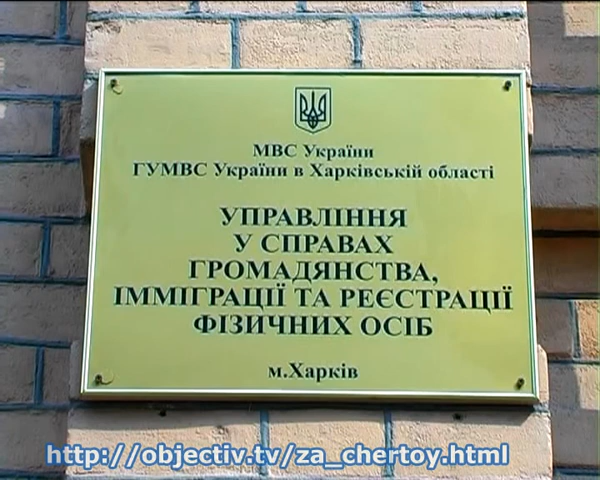 МВС України
ГУМВС України в Харківській області
УПРАВЛІННЯ
У СПРАВАХ
ГРОМАДЯНСТВА,
ІММІГРАЦІЇ ТА РЕЄСТРАЦІЇ
ФІЗИЧНИХ ОСІБ
м.Харків
http://objectiv.tv/za_chertoy.html